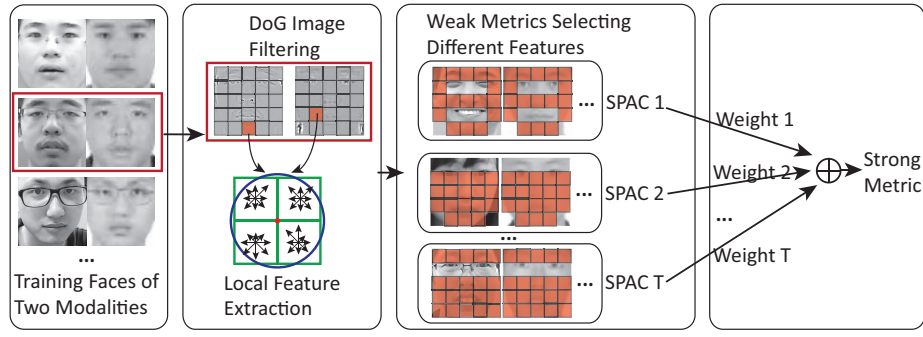 ...
Training Faces of
Two Modalities
DoG Image
Filtering
Local Feature
Extraction
Weak Metrics Selecting
Different Features
... SPAC 1
... SPAC 2
...
... SPAC T
Weight 1
Weight 2
...
Weight T
Strong
Metric